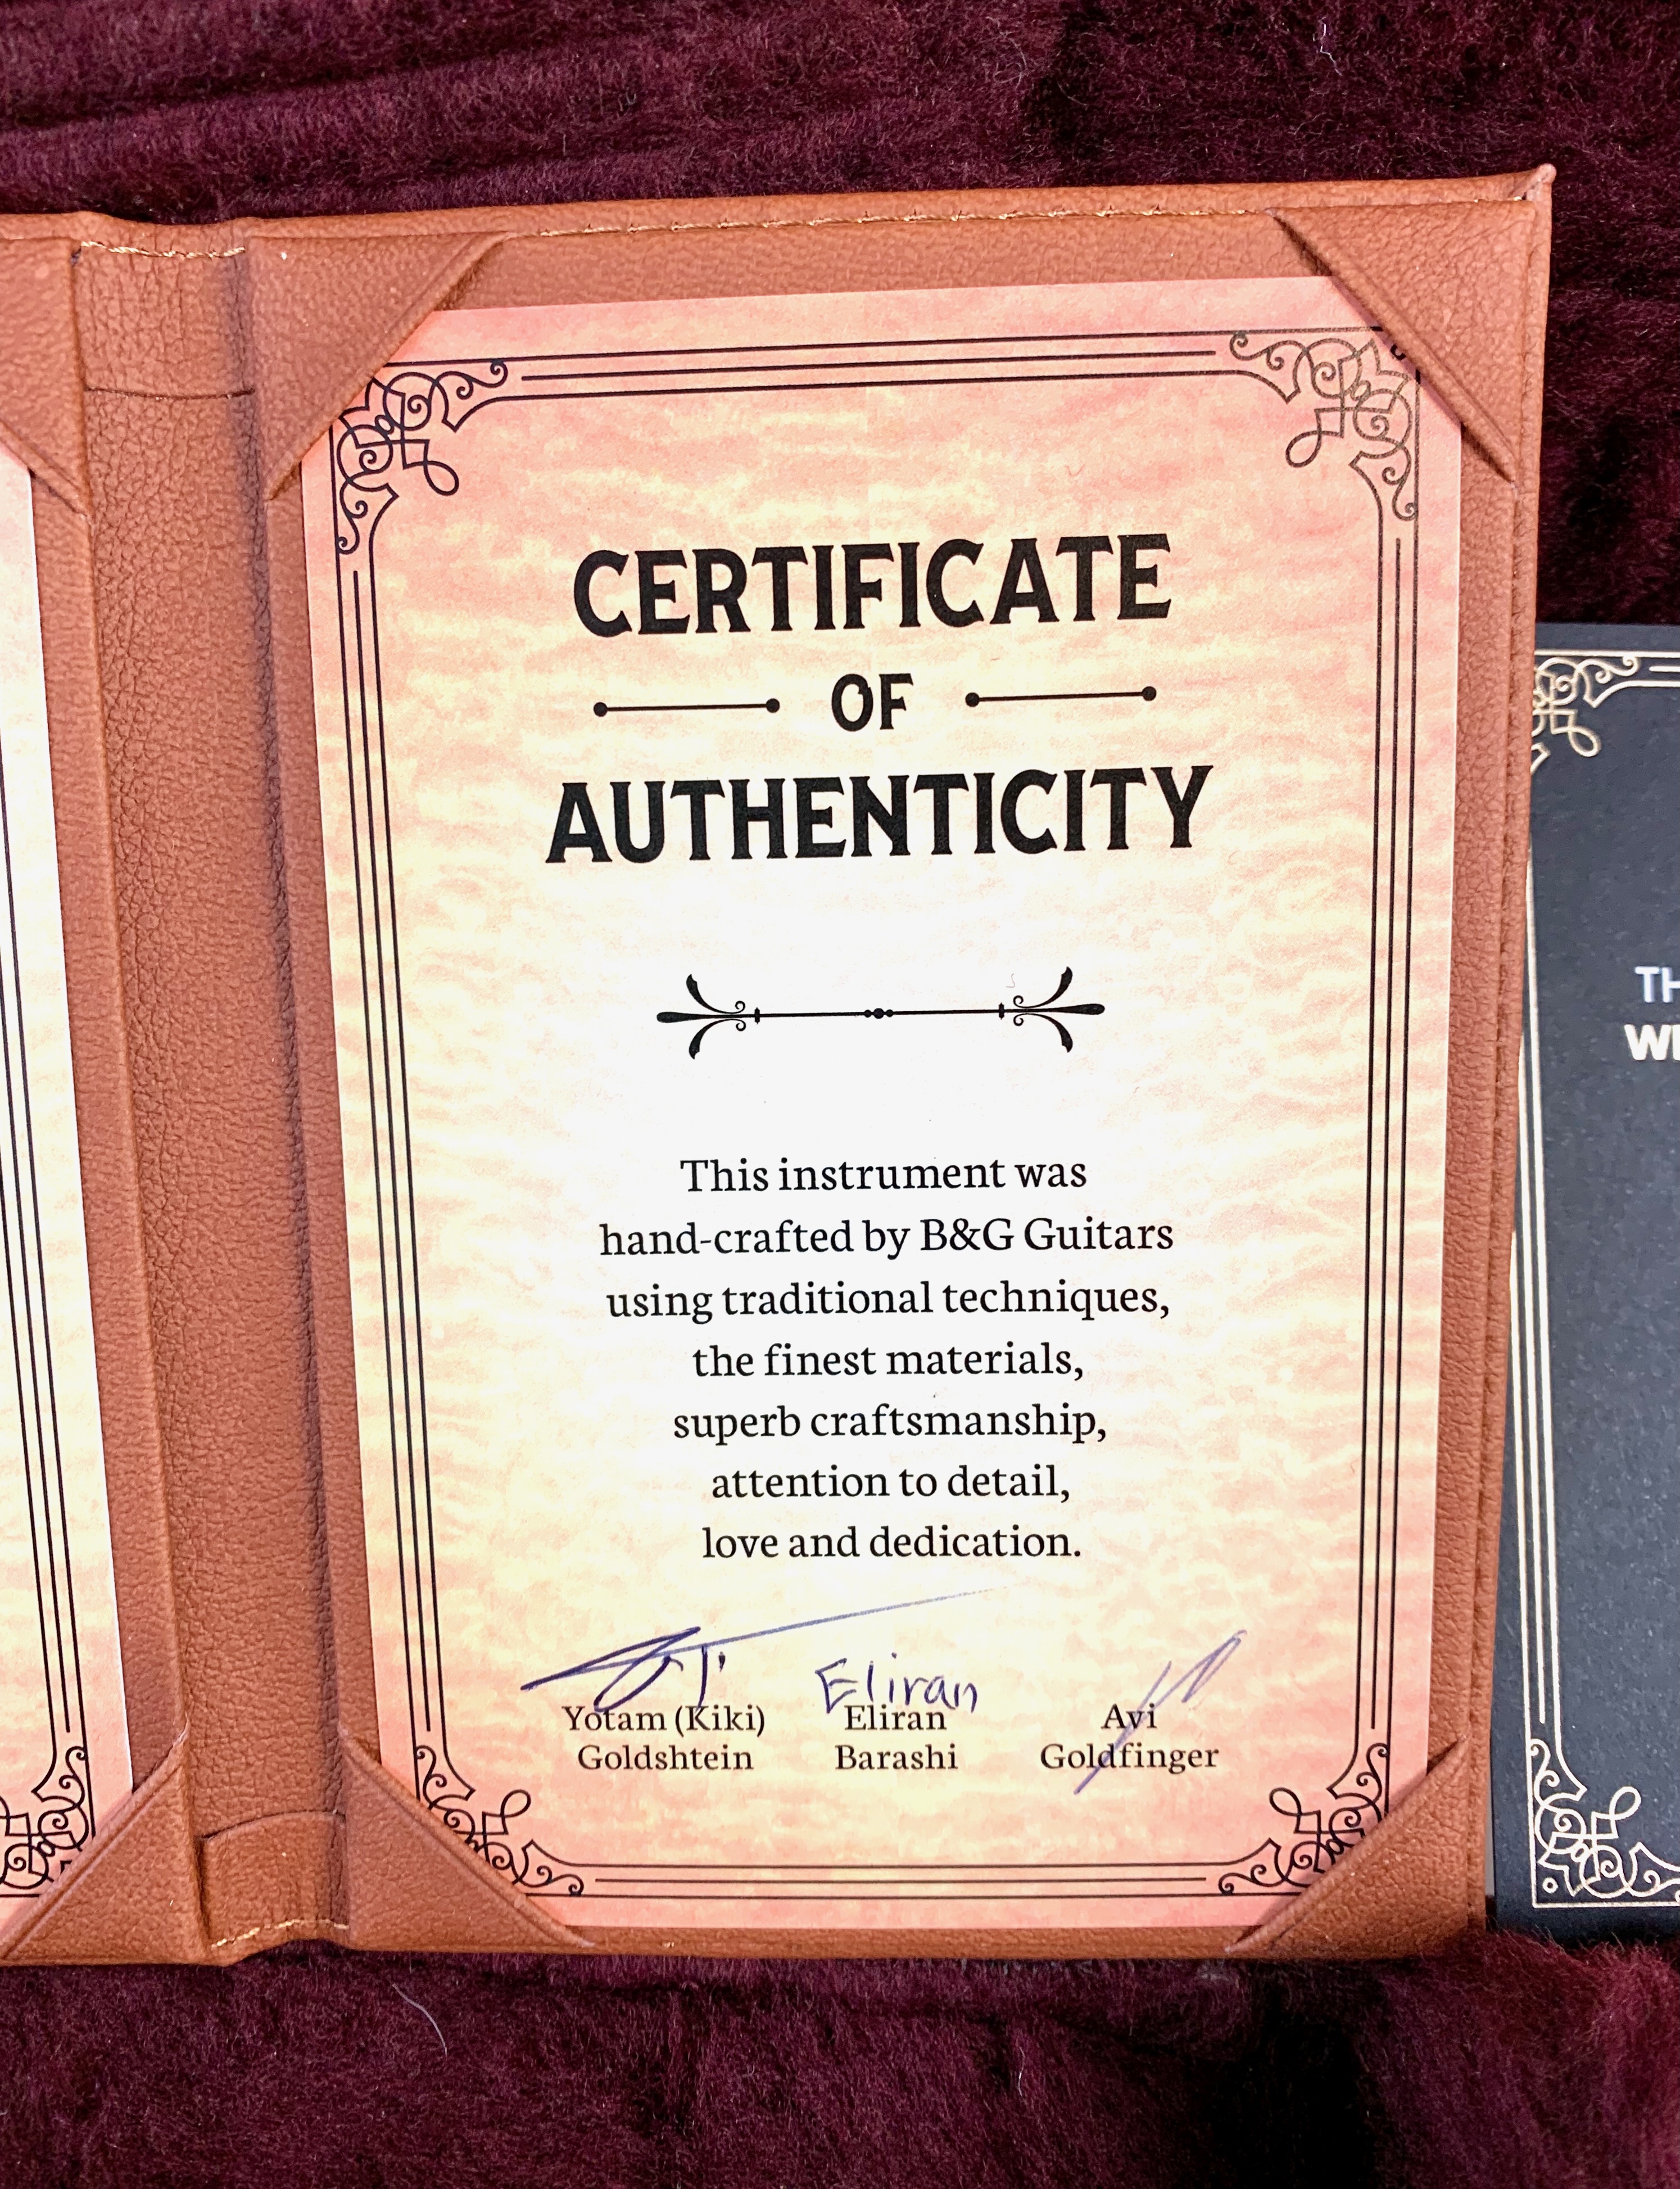 CERTIFICATE
OF
AUTHENTICITY
This instrument was
hand-crafted by B&G Guitars
using traditional techniques,
the finest materials,
superb craftsmanship,
attention to detail,
love and dedication.
Eliran
Yotam (Kiki)
Goldshtein
Eliran
Barashi
Avi
Goldfinger